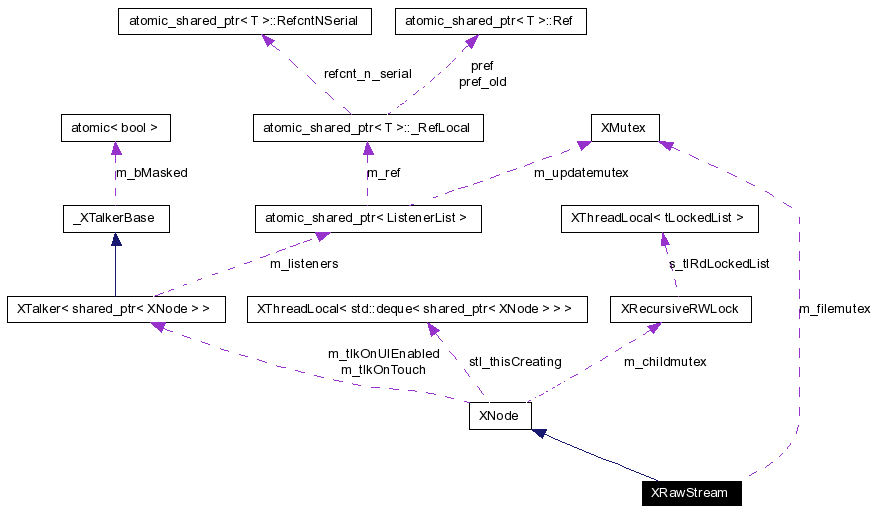 atomic_shared_ptr< T >::RefcntNSerial
atomic_shared_ptr< T >::Ref
refcnt_n_serial
pref
pref_old
atomic< bool >
atomic_shared_ptr< T >::_RefLocal
XMutex
m_bMasked
m_ref
m_updatemutex
_XTalkerBase
atomic_shared_ptr< ListenerList >
XThreadLocal< tLockedList >
m_listeners
s_tlRdLockedList
XTalker< shared_ptr< XNode > >
XThreadLocal< std::deque< shared_ptr< XNode > > >
XRecursiveRWLock
m_filemutex
m_tlkOnUIEnabled
m_tlkOnTouch
stl_thisCreating
m_childmutex
XNode
XRawStream